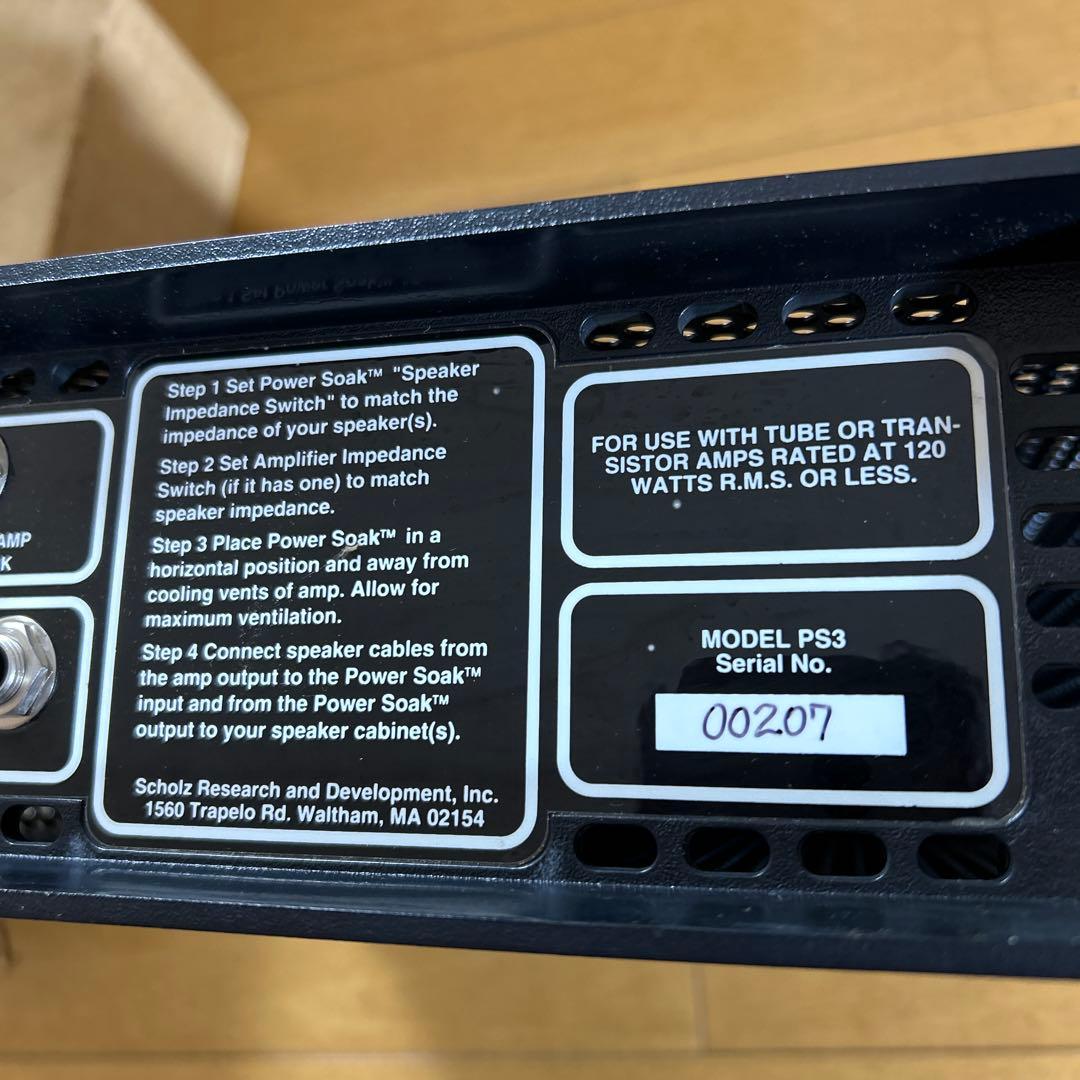 AMP
K
Step 1 Set Power Soak™ "Speaker
Impedance Switch" to match the
impedance of your speaker(s).
Step 2 Set Amplifier Impedance
Switch (if it has one) to match
speaker impedance.
Step 3 Place Power Soak™ in a
horizontal position and away from
cooling vents of amp. Allow for
maximum ventilation.
Step 4 Connect speaker cables from
the amp output to the Power Soak™
input and from the Power Soak™
output to your speaker cabinet(s).
Scholz Research and Development, Inc.
1560 Trapelo Rd. Waltham, MA 02154
FOR USE WITH TUBE OR TRAN-
SISTOR AMPS RATED AT 120
WATTS R.M.S. OR LESS.
MODEL PS3
Serial No.
00207